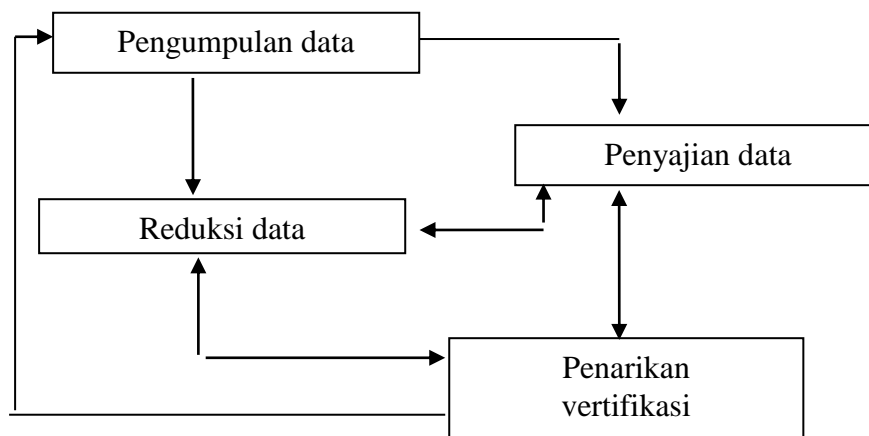 Pengumpulan data
Penyajian data
Reduksi data
Penarikan
vertifikasi